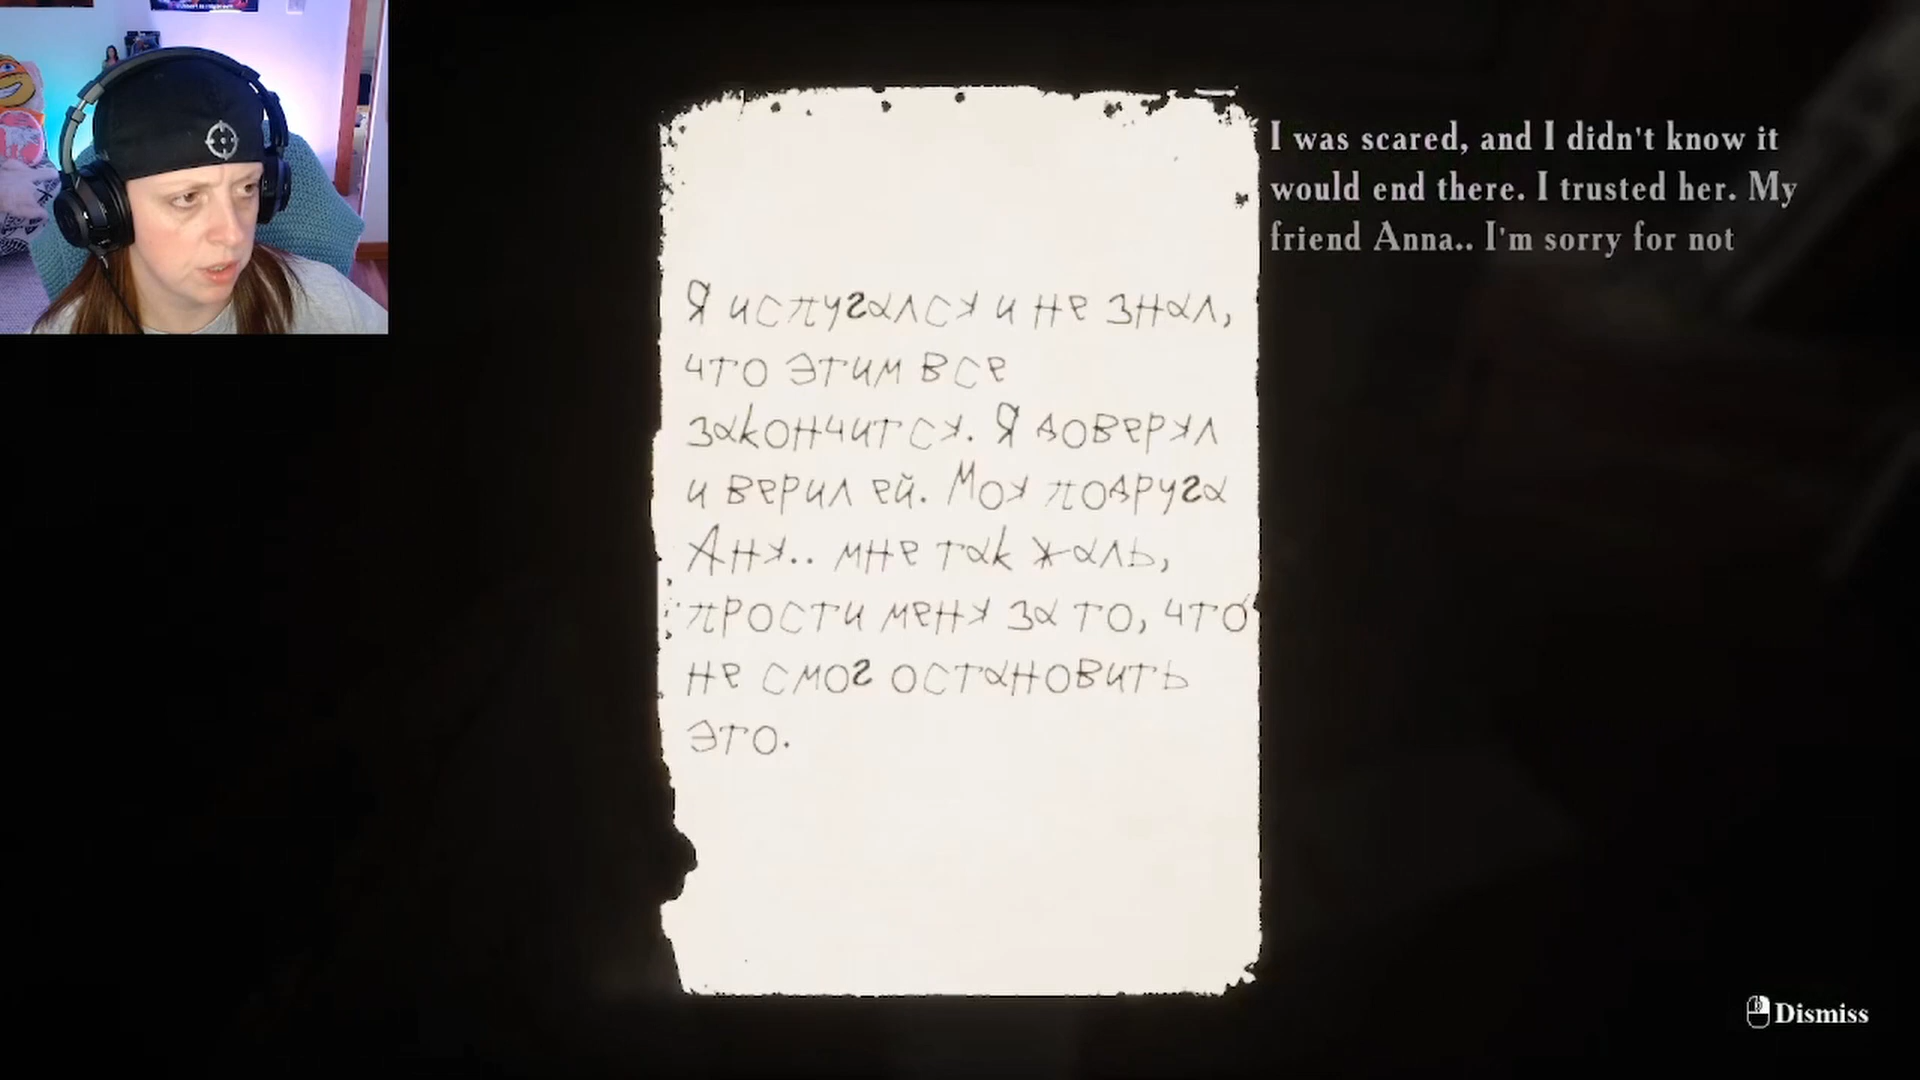 Я испугался и не знал,
что этим все
закончится. Я доверял
и верил ей. Моя подруга
Аня.. мне так жаль,
прости меня за то, что
не смог остановить
это.
I was scared, and I didn't know it
would end there. I trusted her. My
friend Anna.. I'm sorry for not
Dismiss